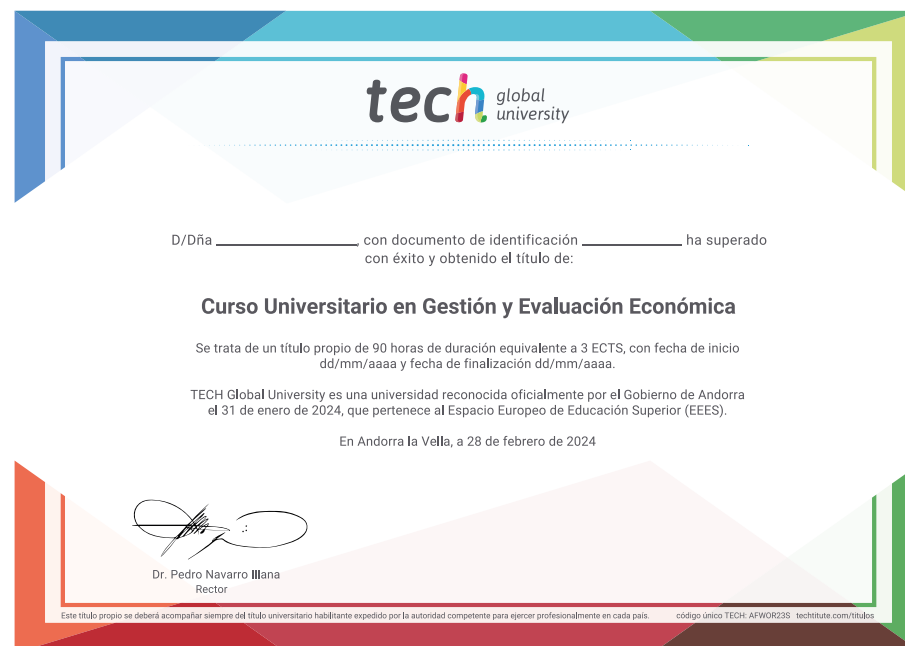 tech global university
D/Dña ________________, con documento de identificación ____________ ha superado
con éxito y obtenido el título de:
Curso Universitario en Gestión y Evaluación Económica
Se trata de un título propio de 90 horas de duración equivalente a 3 ECTS, con fecha de inicio
dd/mm/aaaa y fecha de finalización dd/mm/aaaa.
TECH Global University es una universidad reconocida oficialmente por el Gobierno de Andorra
el 31 de enero de 2024, que pertenece al Espacio Europeo de Educación Superior (EEES).
En Andorra la Vella, a 28 de febrero de 2024
Dr. Pedro Navarro Illana
Rector
Este título propio se deberá acompañar siempre del título universitario habilitante expedido por la autoridad competente para ejercer profesionalmente en cada país. código único TECH: AFWOR23S techtitute.com/titulos